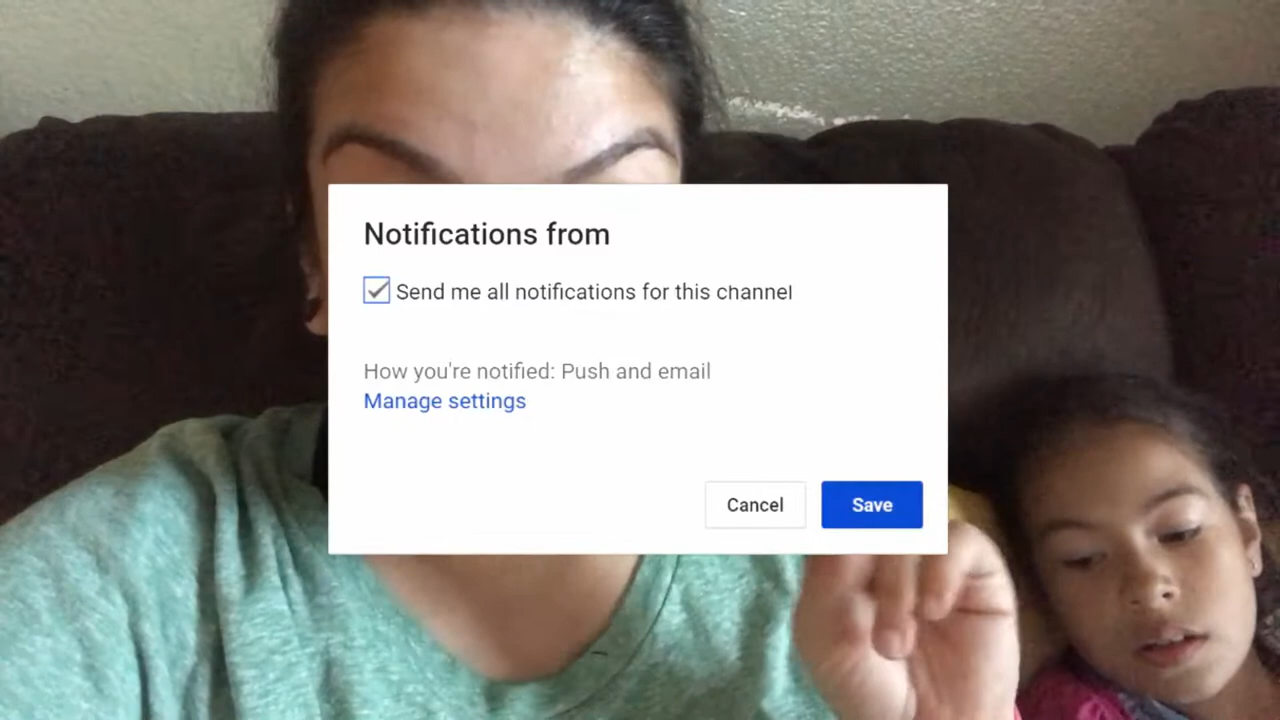 Notifications from
Send me all notifications for this channel
How you're notified: Push and email
Manage settings
Cancel
Save